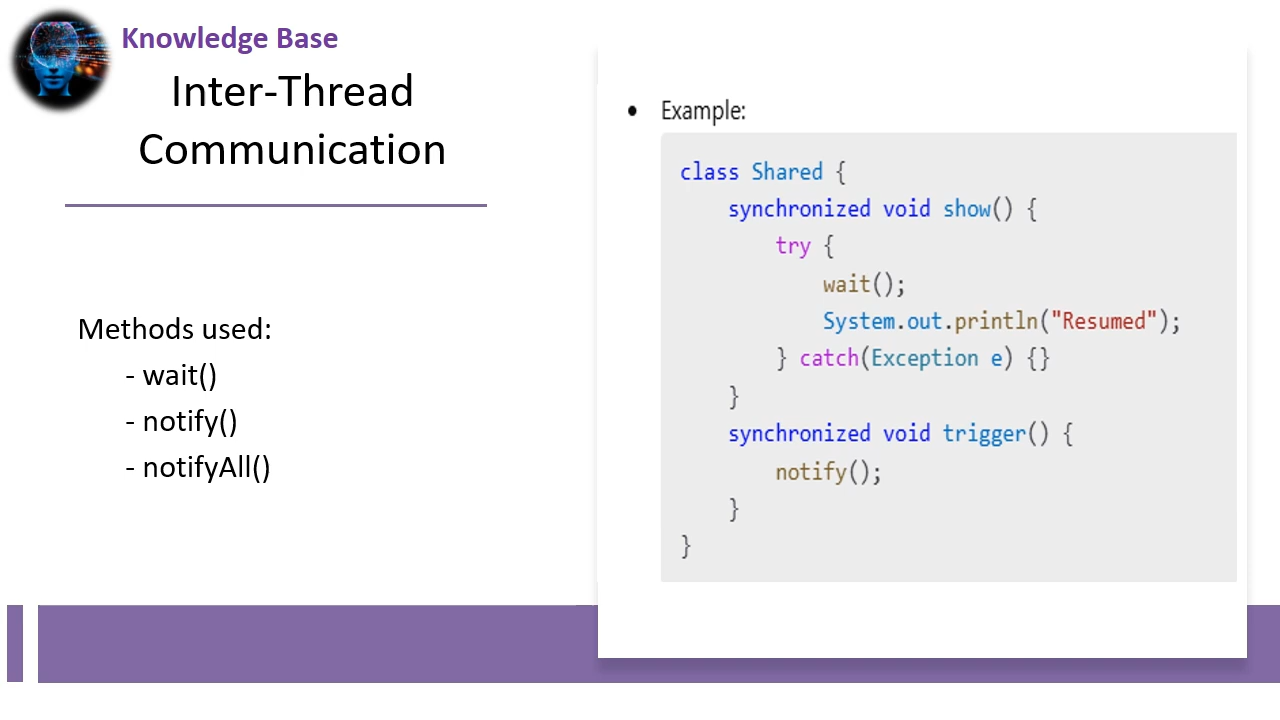 Knowledge Base
Inter-Thread
Communication
Methods used:
- wait()
- notify()
- notifyAll()
• Example:
class Shared {
    synchronized void show() {
        try {
            wait();
            System.out.println("Resumed");
        } catch(Exception e) {}
    }
    synchronized void trigger() {
        notify();
    }
}